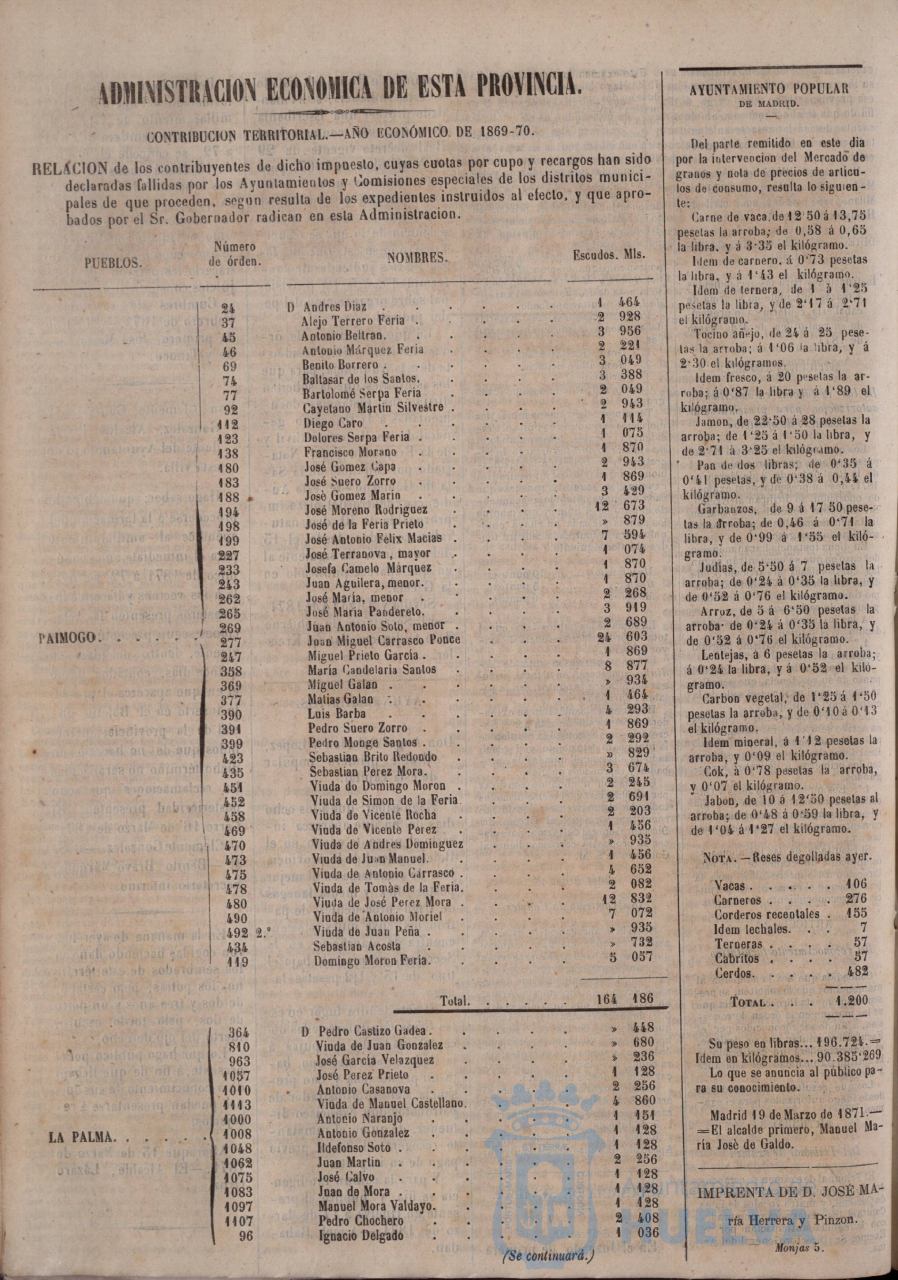 ADMINISTRACION ECONOMICA DE ESTA PROVINCIA.
CONTRIBUCION TERRITORIAL.—AÑO ECONÓMICO DE 1869-70.
RELACION de los contribuyentes de dicho impuesto, cuyas cuotas por cupo y recargos han sido
declaradas fallidas por los Ayuntamientos y Comisiones especiales de los distritos munici-
pales de que proceden, segun resulta de los expedientes instruidos al efecto, y que apro-
bados por el Sr. Gobernador radican en esta Administracion.
PUEBLOS. Número de órden. NOMBRES. Escudos. Mls.
PAIMOGO. . . . . .
24 D Andres Diaz . . . . . 1 464
37 Alejo Terrero Feria . . . . . 2 928
45 Antonio Beltran. . . . . 3 956
46 Antonio Márquez Feria . . . . 2 221
69 Benito Borrero . . . . . 3 049
74 Baltasar de los Santos. . . . . 3 388
77 Bartolomé Serpa Feria . . . . 2 049
92 Cayetano Martin Silvestre . . . . 2 943
112 Diego Caro . . . . . 1 114
123 Dolores Serpa Feria . . . . . 1 075
138 Francisco Morano . . . . . 1 870
180 José Gomez Capa . . . . . 2 943
183 José Suero Zorro . . . . . 1 869
188 Josè Gomez Marin . . . . . 3 429
194 José Moreno Rodriguez . . . . 12 673
198 José de la Feria Prieto . . . . » 879
199 José Antonio Felix Macias . . . . 7 594
227 José Terranova, mayor . . . . 1 074
233 Josefa Camelo Márquez . . . . 1 870
243 Juan Aguilera, menor. . . . . 1 870
262 José María, menor . . . . . 2 268
265 José Maria Pandereto. . . . . 3 919
269 Juan Antonio Soto, menor . . . . 2 689
277 Juan Miguel Carrasco Ponce . . . . 24 603
247 Miguel Prieto Garcia . . . . . 1 869
358 María Candelaria Santos . . . . 8 877
369 Miguel Galan . . . . . » 934
377 Matias Galan . . . . . 1 464
390 Luis Barba . . . . . 4 293
391 Pedro Suero Zorro . . . . . 1 869
399 Pedro Monge Santos . . . . . 2 292
423 Sebastian Brito Redondo . . . . » 829
435 Sebastian Perez Mora. . . . . 3 674
451 Viuda do Domingo Moron . . . . 2 245
452 Viuda de Simon de la Feria . . . . 2 691
458 Viuda de Vicente Rocha . . . . 2 203
469 Viuda de Vicente Perez . . . . 1 456
470 Viuda de Andres Dominguez . . . . » 935
473 Viuda de Juan Manuel. . . . . 1 456
475 Viuda de Antonio Carrasco . . . . 4 652
478 Viuda de Tomàs de la Feria. . . . 2 082
480 Viuda de José Perez Mora . . . . 12 832
490 Viuda de Antonio Moriel . . . . 7 072
492 2.º Viuda de Juan Peña . . . . . » 935
434 Sebastian Acosta . . . . . » 732
119 Domingo Moron Feria. . . . . 5 057
Total. . . . . . 164 186
LA PALMA. . . . . .
364 D Pedro Castizo Gadea . . . . . » 448
810 Viuda de Juan Gonzalez . . . . » 680
963 José Garcia Velazquez . . . . » 236
1057 José Perez Prieto . . . . . 1 128
1010 Antonio Casanova . . . . . 2 256
1113 Viuda de Manuel Castellano. . . . 4 860
1000 Antonio Naranjo . . . . . 1 151
1008 Antonio Gonzalez . . . . . 1 128
1048 Ildefonso Soto . . . . . 1 128
1062 Juan Martin . . . . . 2 256
1075 José Calvo . . . . . 1 128
1083 Juan de Mora . . . . . 1 128
1097 Manuel Mora Valdayo. . . . . 1 128
1107 Pedro Chochero . . . . . 2 408
96 Ignacio Delgado . . . . . 1 036
(Se continuará.)
AYUNTAMIENTO POPULAR
DE MADRID.
Del parte remitido en este dia
por la intervencion del Mercado de
granos y nota de precios de articu-
los de consumo, resulta lo siguien-
te:
Carne de vaca, de 12'50 á 13,75
pesetas la arroba; de 0,58 á 0,65
la libra, y á 3'35 el kilógramo.
Idem de carnero, á 0'73 pesetas
la libra, y á 1'43 el kilógramo.
Idem de ternera, de 1 à 1'25
pesetas la libra, y de 2'17 á 2'71
el kilógramo.
Tocino añejo, de 24 á 25 pese-
tas la arroba; á 1'06 la libra, y á
2'30 el kilógramos.
Idem fresco, á 20 pesetas la ar-
roba; á 0'87 la libra y á 1'89 el
kilógramo.
Jamon, de 22'50 á 28 pesetas la
arroba; de 1'25 á 1'50 la libra, y
de 2'71 á 3'25 el kilógramo.
Pan de dos libras; de 0'35 á
0'41 pesetas, y de 0'38 á 0,44 el
kilógramo.
Garbanzos, de 9 á 17 50 pese-
tas la arroba; de 0,46 á 0'71 la
libra, y de 0'99 á 1'55 el kiló-
gramo.
Judías, de 5'50 á 7 pesetas la
arroba; de 0'24 á 0'35 la libra, y
de 0'52 á 0'76 el kilógramo.
Arroz, de 5 á 6'50 pesetas la
arroba' de 0'24 á 0'35 la libra, y
de 0'52 á 0'76 el kilógramo.
Lentejas, á 6 pesetas la arroba;
á 0'24 la libra, y á 0'52 el kiló-
gramo.
Carbon vegetal, de 1'25 á 1'50
pesetas la arroba, y de 0'10 á 0'13
el kilógramo.
Idem mineral, á 1'12 pesetas la
arroba, y 0'09 el kilógramo.
Cok, à 0'78 pesetas la arroba,
y 0'07 el kilógramo.
Jabon, de 10 á 12'50 pesetas al
arroba; de 0'48 á 0'59 la libra, y
de 1'04 á 1'27 el kilógramo.
NOTA.—Reses degolladas ayer.
Vacas . . . . . 106
Carneros . . . . 276
Corderos recentales . 155
Idem lechales. . . 7
Terneras . . . . 57
Cabritos . . . . 57
Cerdos. . . . . 482
TOTAL . . . 1.200
Su peso en libras... 196.724.=
Idem en kilógramos... 90.385'269
Lo que se anuncia al público pa-
ra su conocimiento.
Madrid 19 de Marzo de 1871.—
=El alcalde primero, Manuel Ma-
ría Josè de Galdo.
IMPRENTA DE D. JOSÉ MA-
ría Herrera y Pinzon.
Monjas 5.
HUELVA